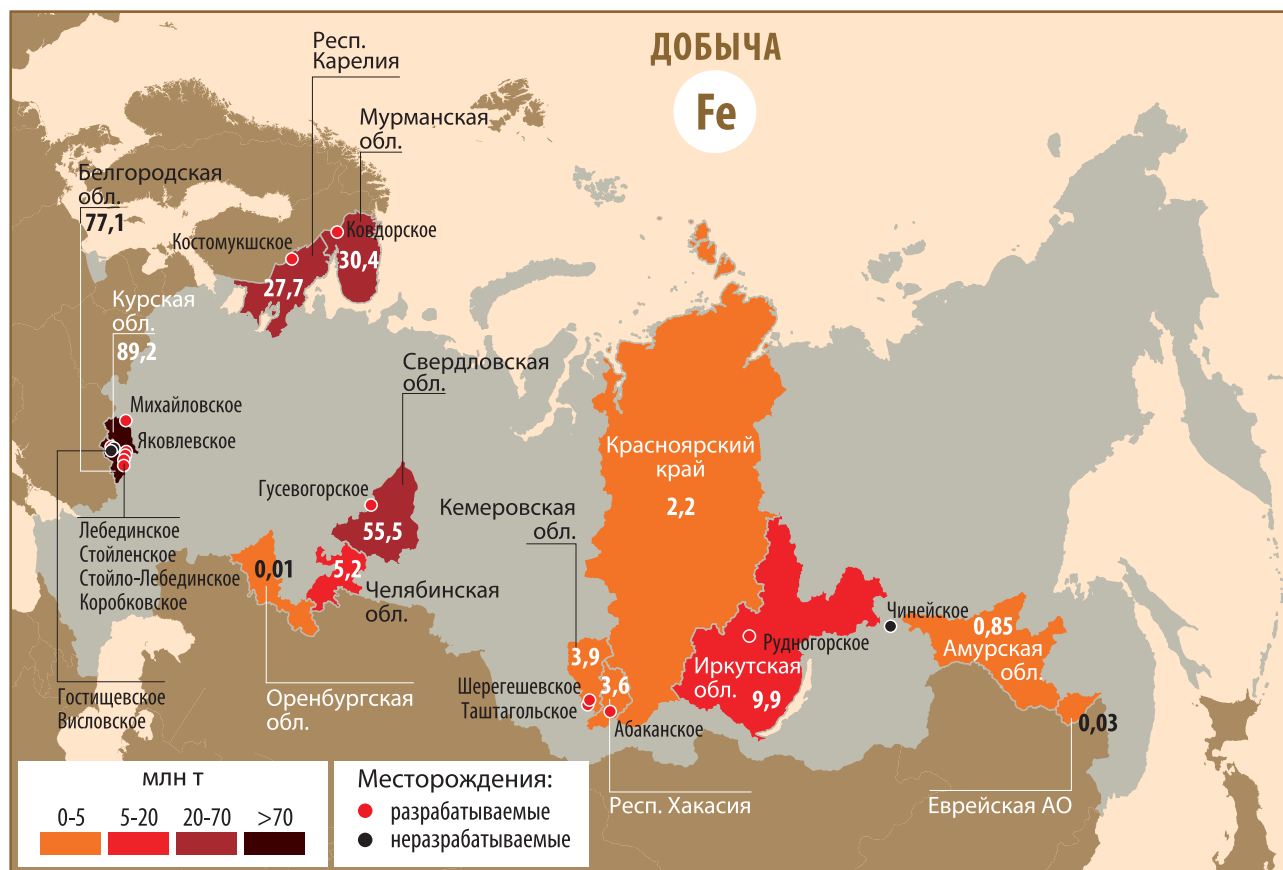 ДОБЫЧА
Fe
Респ.
Карелия
Мурманская
обл.
Белгородская
обл.
77,1
Костомукшское
Ковдорское
30,4
27,7
Курская
обл.
89,2
Свердловская
обл.
Михайловское
Яковлевское
Красноярский
край
2,2
Гусевогорское
Кемеровская
обл.
55,5
Лебединское
Стойленское
Стойло-Лебединское
Коробковское
0,01
5,2
Челябинская
обл.
Чинейское
0,85
Амурская
обл.
Рудногорское
Иркутская
обл.
9,9
3,9
3,6
Шерегешевское
Таштагольское
Абаканское
Гостищевское
Висловское
Оренбургская
обл.
0,03
Респ. Хакасия
Еврейская АО
млн т
0-5
5-20
20-70
>70
Месторождения:
разрабатываемые
неразрабатываемые